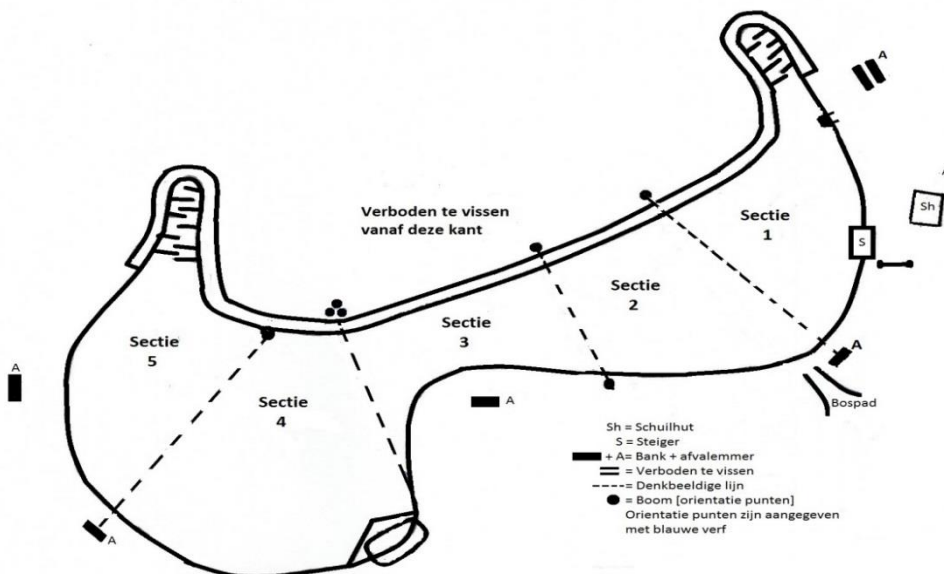 A
A
Sh
Verboden te vissen
vanaf deze kant
Sectie
1
S
Sectie
2
Sectie
3
Sectie
5
A
Sectie
4
A
A
Bospad
A
Sh = Schuilhut
S = Steiger
+ A= Bank + afvalemmer
= Verboden te vissen
= Denkbeeldige lijn
= Boom [orientatie punten]
Orientatie punten zijn aangegeven
met blauwe verf